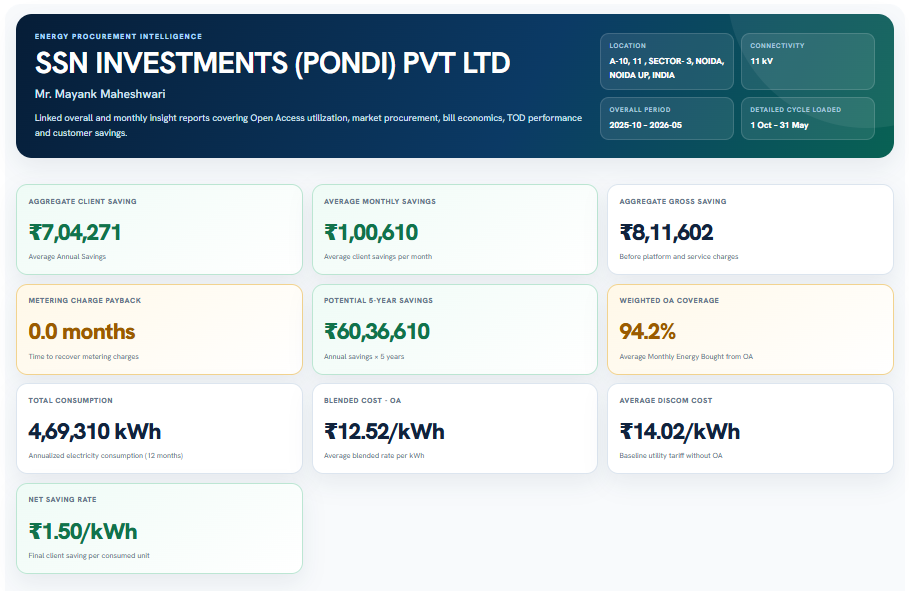 ENERGY PROCUREMENT INTELLIGENCE
SSN INVESTMENTS (PONDI) PVT LTD
Mr. Mayank Maheshwari
Linked overall and monthly insight reports covering Open Access utilization, market procurement, bill economics, TOD performance
and customer savings.
LOCATION
A-10, 11 , SECTOR- 3, NOIDA,
NOIDA UP, INDIA
CONNECTIVITY
11 kV
OVERALL PERIOD
2025-10 – 2026-05
DETAILED CYCLE LOADED
1 Oct – 31 May
AGGREGATE CLIENT SAVING
₹7,04,271
Average Annual Savings
AVERAGE MONTHLY SAVINGS
₹1,00,610
Average client savings per month
AGGREGATE GROSS SAVING
₹8,11,602
Before platform and service charges
METERING CHARGE PAYBACK
0.0 months
Time to recover metering charges
POTENTIAL 5-YEAR SAVINGS
₹60,36,610
Annual savings × 5 years
WEIGHTED OA COVERAGE
94.2%
Average Monthly Energy Bought from OA
TOTAL CONSUMPTION
4,69,310 kWh
Annualized electricity consumption (12 months)
BLENDED COST - OA
₹12.52/kWh
Average blended rate per kWh
AVERAGE DISCOM COST
₹14.02/kWh
Baseline utility tariff without OA
NET SAVING RATE
₹1.50/kWh
Final client saving per consumed unit